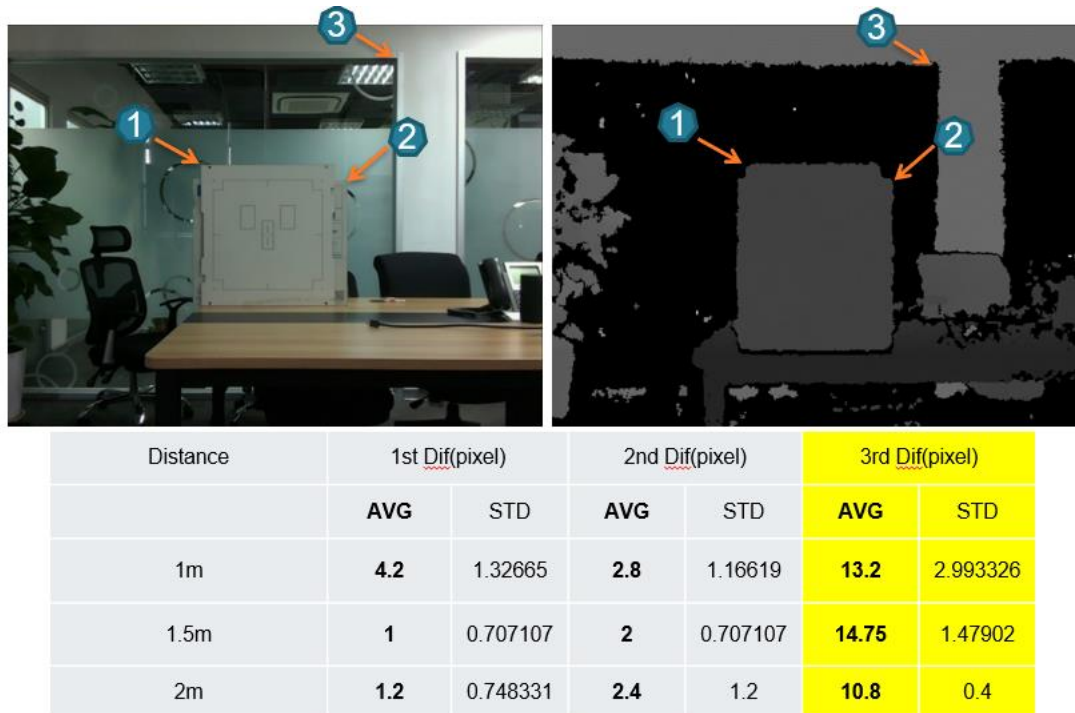 3
3
1
2
1
2
Distance 1st Dif(pixel) 2nd Dif(pixel) 3rd Dif(pixel)
AVG STD AVG STD AVG STD
1m 4.2 1.32665 2.8 1.16619 13.2 2.993326
1.5m 1 0.707107 2 0.707107 14.75 1.47902
2m 1.2 0.748331 2.4 1.2 10.8 0.4